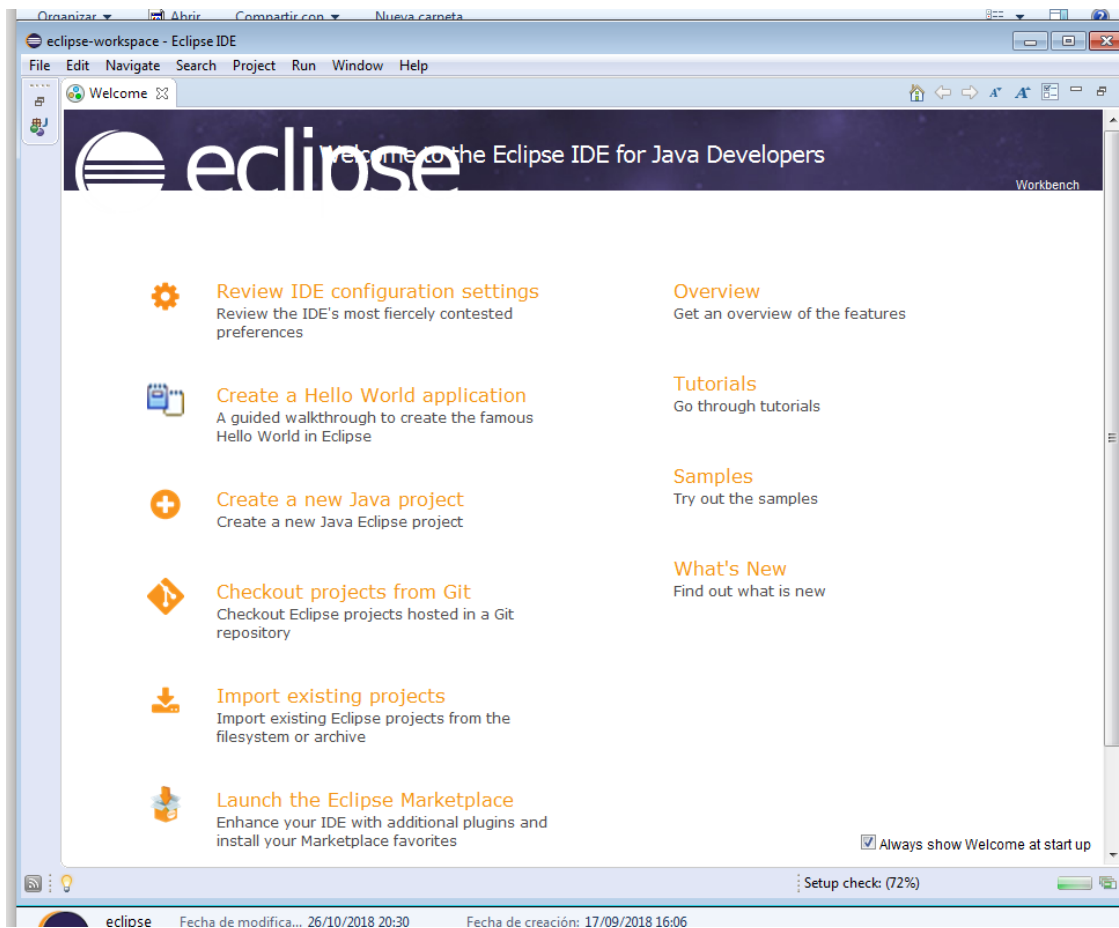 Organizar Abrir Compartir con Nueva carpeta
eclipse-workspace - Eclipse IDE
File Edit Navigate Search Project Run Window Help
Welcome
eclipse
Welcome to the Eclipse IDE for Java Developers
Workbench
Review IDE configuration settings
Review the IDE's most fiercely contested
preferences
Create a Hello World application
A guided walkthrough to create the famous
Hello World in Eclipse
Create a new Java project
Create a new Java Eclipse project
Checkout projects from Git
Checkout Eclipse projects hosted in a Git
repository
Import existing projects
Import existing Eclipse projects from the
filesystem or archive
Launch the Eclipse Marketplace
Enhance your IDE with additional plugins and
install your Marketplace favorites
Overview
Get an overview of the features
Tutorials
Go through tutorials
Samples
Try out the samples
What's New
Find out what is new
Always show Welcome at start up
Setup check: (72%)
eclipse Fecha de modifica... 26/10/2018 20:30 Fecha de creación: 17/09/2018 16:06